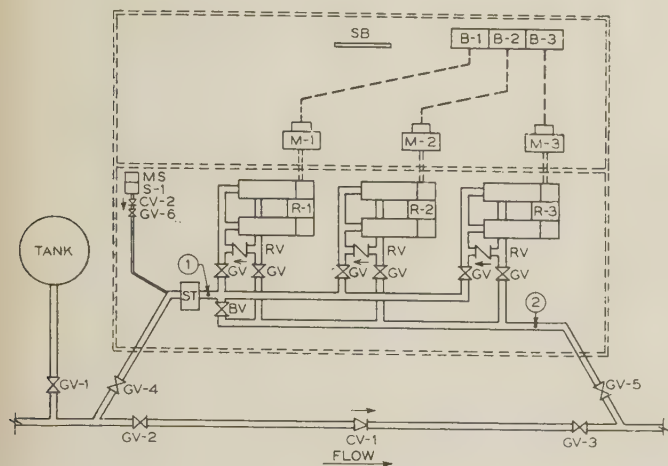 SB
B-1 B-2 B-3
M-1 M-2 M-3
MS
S-1
CV-2
GV-6
R-1 R-2 R-3
RV RV RV
TANK
GV GV GV GV GV GV
1
ST
BV
2
GV-1
GV-4
GV-5
GV-2
CV-1
GV-3
FLOW